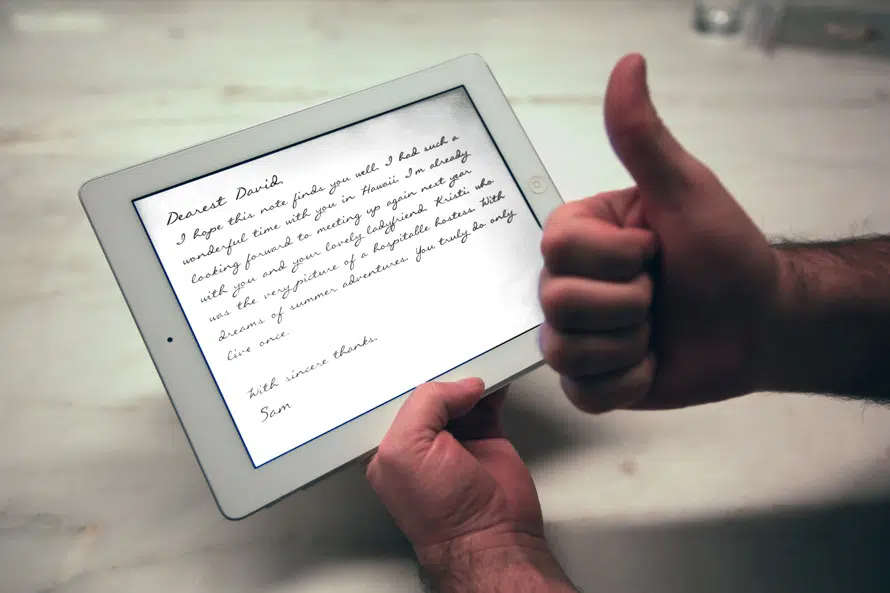 Dearest David,
I hope this note finds you well. I had such a
wonderful time with you in Hawaii. I'm already
looking forward to meeting up again next year
with you and your lovely ladyfriend, Kristi who
was the very picture of a hospitable hostess. With
dreams of summer adventures. You truly do only
live once.
With sincere thanks,
Sam